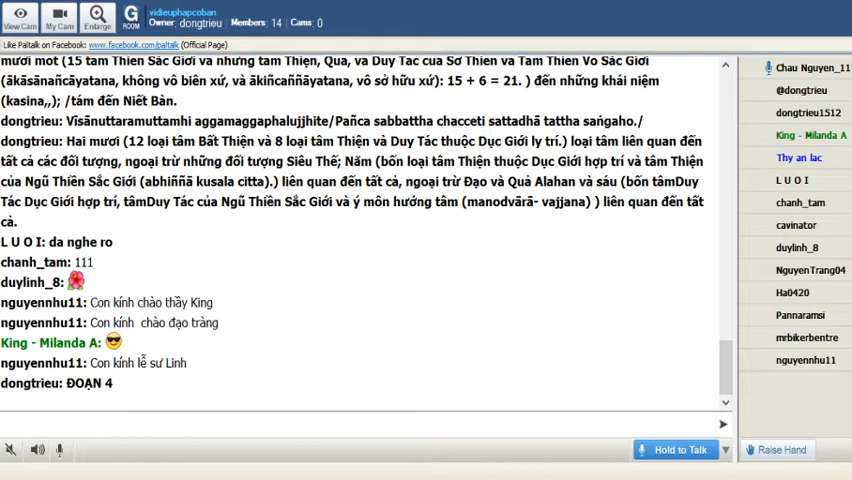 View Cam
My Cam
Enlarge
G
ROOM
vidieuphapcoban
Owner: dongtrieu Members: 14 Cams: 0
Like Paltalk on Facebook: www.facebook.com/paltalk (Official Page)
mươi mốt (15 tâm Thiện Sắc Giới và những tâm Thiện, Quả, và Duy Tác của Sơ Thiền và Tam Thiền Vô Sắc Giới
(ākāsānañcāyatana, không vô biên xứ, và ākiñcaññāyatana, vô sở hữu xứ): 15 + 6 = 21. ) đến những khái niệm
(kasina,,); /tám đến Niết Bàn.
dongtrieu: Vīsānuttaramuttamhi aggamaggaphalujjhite/Pañca sabbattha chacceti sattadhā tattha saṅgaho./
dongtrieu: Hai mươi (12 loại tâm Bất Thiện và 8 loại tâm Thiện và Duy Tác thuộc Dục Giới ly trí.) loại tâm liên quan đến
tất cả các đối tượng, ngoại trừ những đối tượng Siêu Thế; Năm (bốn loại tâm Thiện thuộc Dục Giới hợp trí và tâm Thiện
của Ngũ Thiền Sắc Giới (abhiññā kusala citta).) liên quan đến tất cả, ngoại trừ Đạo và Quả Alahan và sáu (bốn tâmDuy
Tác Dục Giới hợp trí, tâmDuy Tác của Ngũ Thiền Sắc Giới và ý môn hướng tâm (manodvārā- vajjana) ) liên quan đến tất
cả.
L U O I: da nghe ro
chanh_tam: 111
duylinh_8:
nguyennhu11: Con kính chào thầy King
nguyennhu11: Con kính chào đạo tràng
King - Milanda A:
nguyennhu11: Con kính lễ sư Linh
dongtrieu: ĐOẠN 4
Hold to Talk
Chau Nguyen_11
@dongtrieu
dongtrieu1512
King - Milanda A
Thy an lac
L U O I
chanh_tam
cavinator
duylinh_8
NguyenTrang04
Ha0420
Pannaramsi
mrbikerbentre
nguyennhu11
Raise Hand